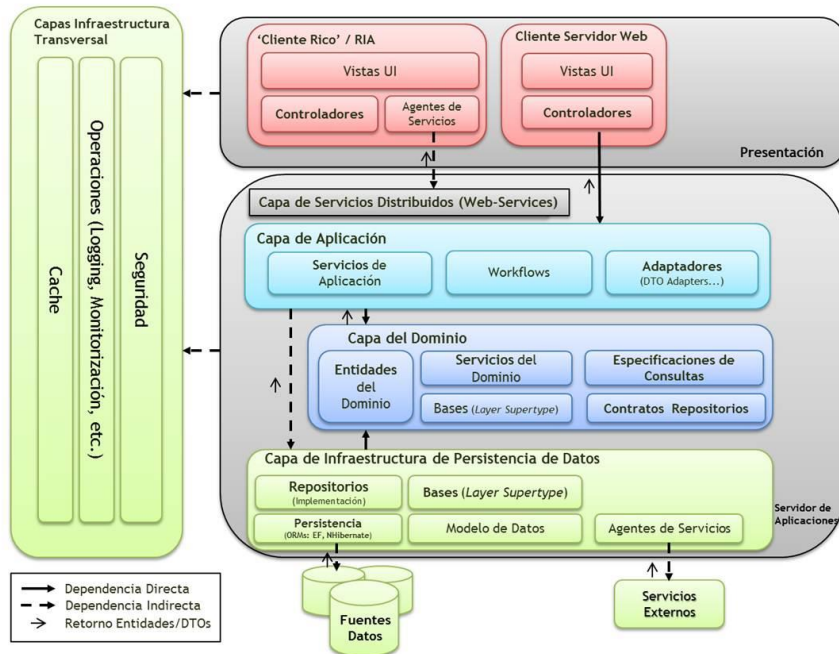 Capas Infraestructura
Transversal
Cache
Operaciones (Logging, Monitorización, etc.)
Seguridad
‘Cliente Rico’ / RIA
Vistas UI
Controladores
Agentes de
Servicios
Cliente Servidor Web
Vistas UI
Controladores
Presentación
Capa de Servicios Distribuidos (Web-Services)
Capa de Aplicación
Servicios de
Aplicación
Workflows
Adaptadores
(DTO Adapters...)
Capa del Dominio
Entidades
del
Dominio
Servicios del
Dominio
Especificaciones de
Consultas
Bases (Layer Supertype)
Contratos Repositorios
Capa de Infraestructura de Persistencia de Datos
Repositorios
(Implementación)
Bases (Layer Supertype)
Persistencia
(ORMs: EF, NHibernate)
Modelo de Datos
Agentes de Servicios
Servidor de
Aplicaciones
Fuentes
Datos
Servicios
Externos
Dependencia Directa
Dependencia Indirecta
Retorno Entidades/DTOs